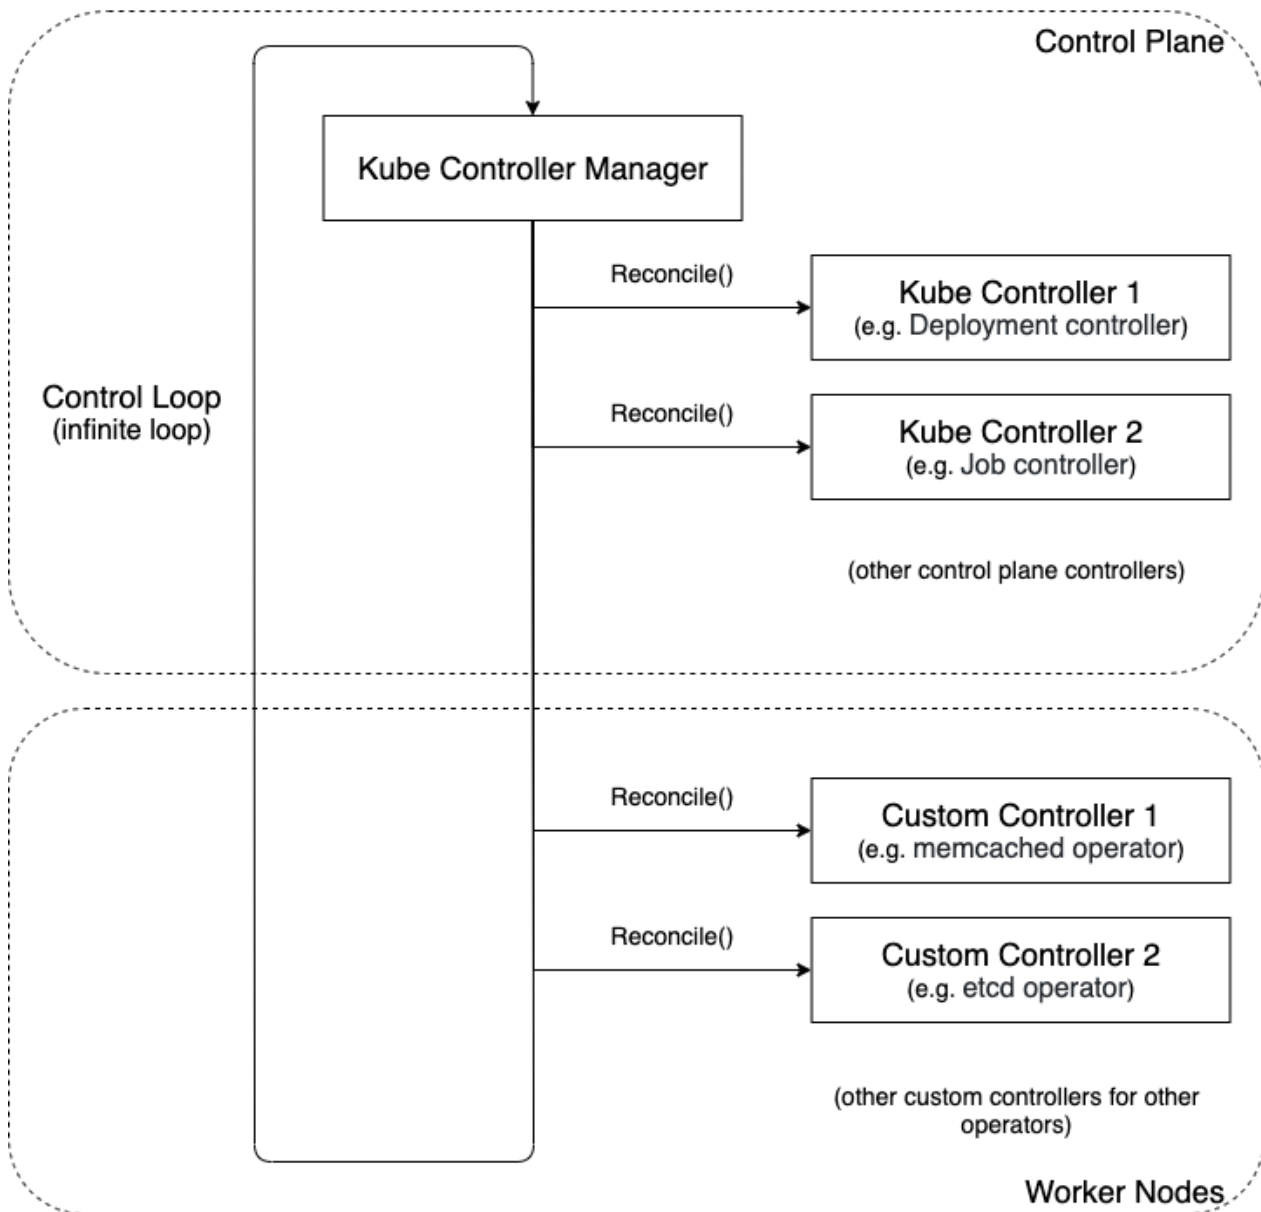 Control Plane
Kube Controller Manager
Reconcile()
Kube Controller 1
(e.g. Deployment controller)
Control Loop
(infinite loop)
Reconcile()
Kube Controller 2
(e.g. Job controller)
(other control plane controllers)
Reconcile()
Custom Controller 1
(e.g. memcached operator)
Reconcile()
Custom Controller 2
(e.g. etcd operator)
(other custom controllers for other
operators)
Worker Nodes